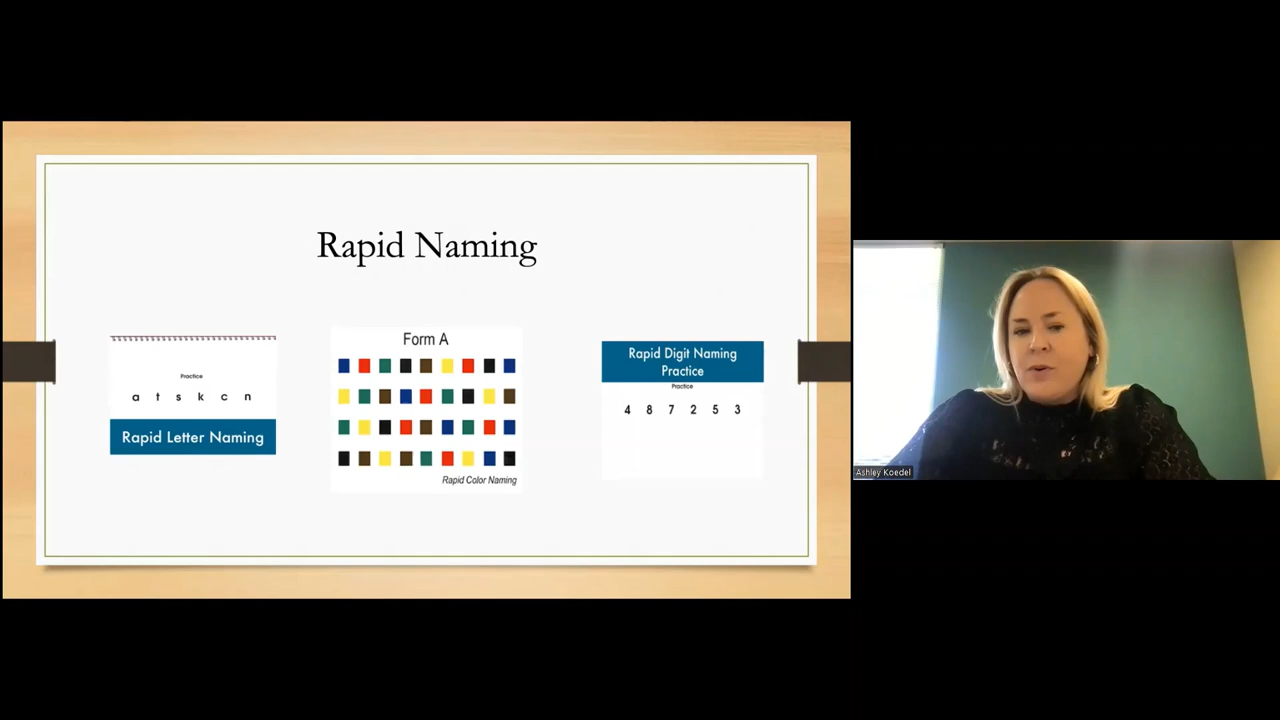 Rapid Naming
Practice
a t s k c n
Rapid Letter Naming
Form A
Rapid Color Naming
Rapid Digit Naming
Practice
Practice
4 8 7 2 5 3
Ashley Koedel